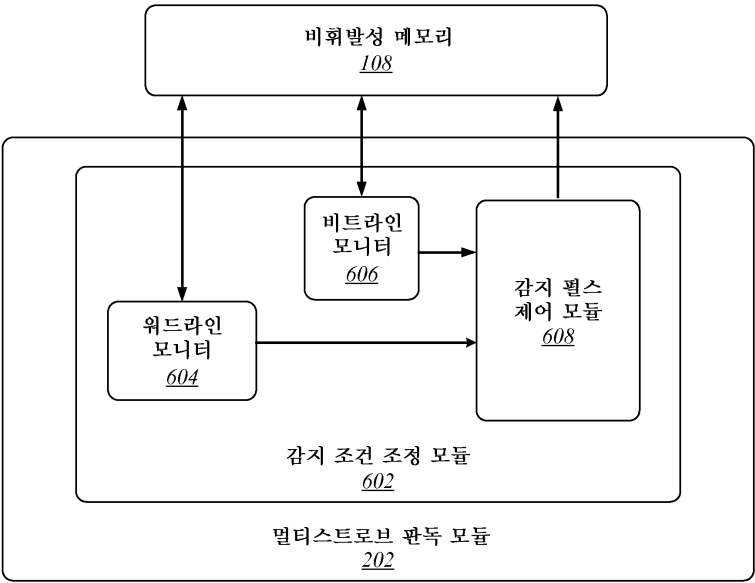 비휘발성 메모리
108
비트라인
모니터
606
감지 펄스
제어 모듈
608
워드라인
모니터
604
감지 조건 조정 모듈
602
멀티스트로브 판독 모듈
202